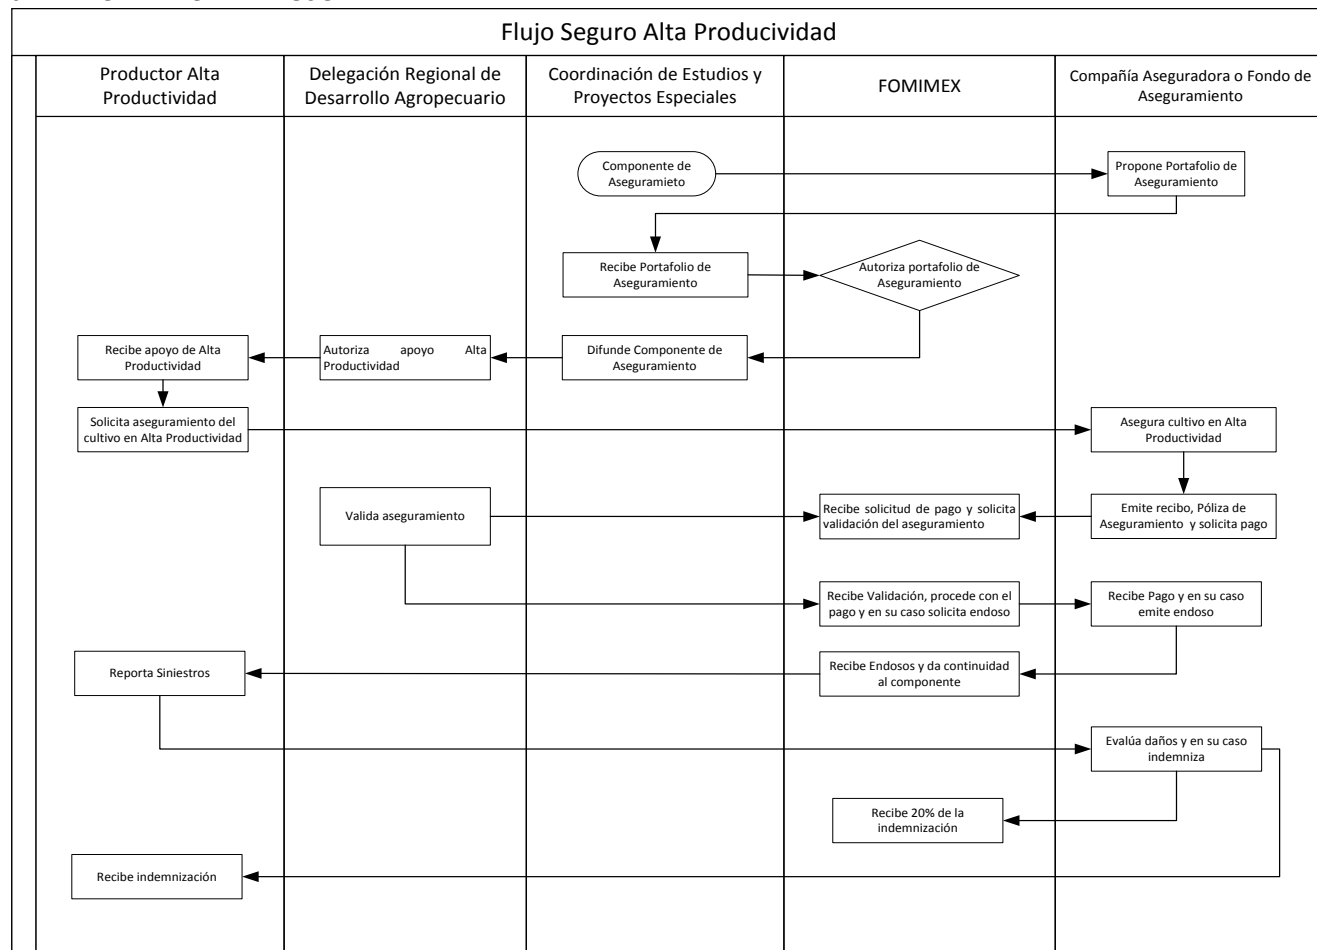 Flujo Seguro Alta Producividad
Productor Alta
Productividad
Delegación Regional de
Desarrollo Agropecuario
Coordinación de Estudios y
Proyectos Especiales
FOMIMEX
Compañía Aseguradora o Fondo de
Aseguramiento
Componente de
Aseguramieto
Propone Portafolio de
Aseguramiento
Recibe Portafolio de
Aseguramiento
Autoriza portafolio de
Aseguramiento
Recibe apoyo de Alta
Productividad
Autoriza apoyo Alta
Productividad
Difunde Componente de
Aseguramiento
Solicita aseguramiento del
cultivo en Alta Productividad
Asegura cultivo en Alta
Productividad
Valida aseguramiento
Recibe solicitud de pago y solicita
validación del aseguramiento
Emite recibo, Póliza de
Aseguramiento y solicita pago
Recibe Validación, procede con el
pago y en su caso solicita endoso
Recibe Pago y en su caso
emite endoso
Reporta Siniestros
Recibe Endosos y da continuidad
al componente
Evalúa daños y en su caso
indemniza
Recibe 20% de la
indemnización
Recibe indemnización